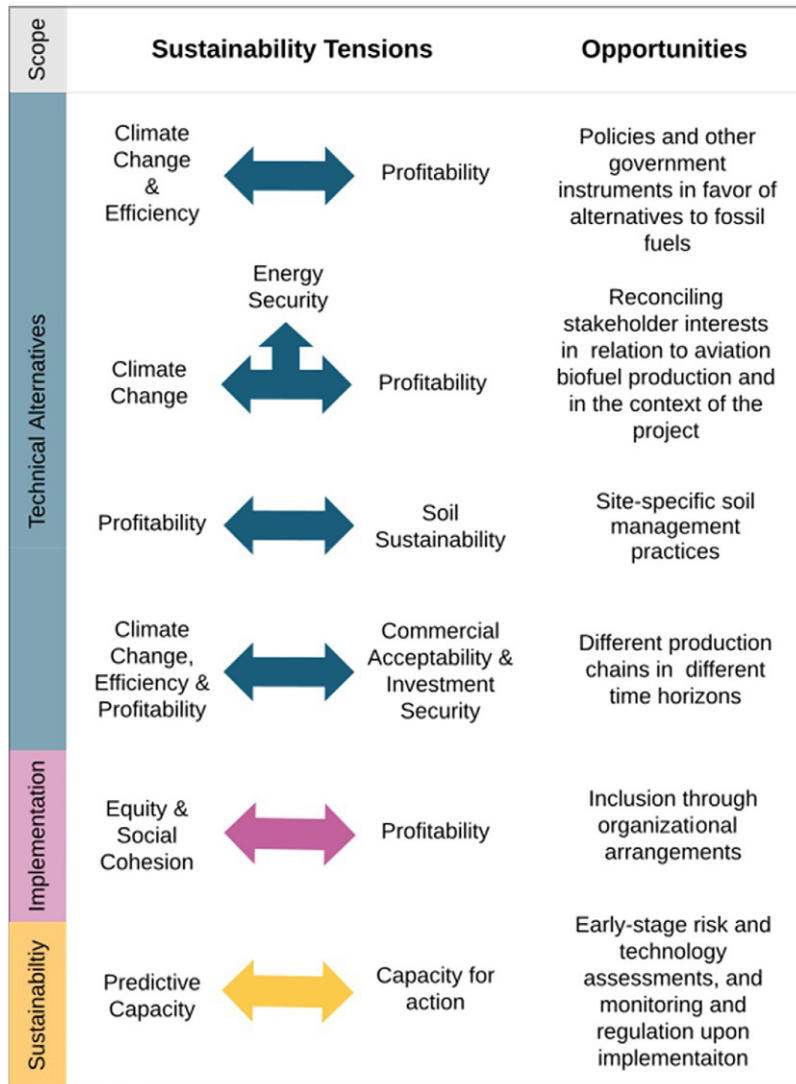 Scope
Sustainability Tensions
Opportunities
Technical Alternatives
Climate
Change
&
Efficiency
Profitability
Policies and other
government
instruments in favor of
alternatives to fossil
fuels
Energy
Security
Climate
Change
Profitability
Reconciling
stakeholder interests
in relation to aviation
biofuel production and
in the context of the
project
Profitability
Soil
Sustainability
Site-specific soil
management
practices
Climate
Change,
Efficiency &
Profitability
Commercial
Acceptability &
Investment
Security
Different production
chains in different
time horizons
Implementation
Equity &
Social
Cohesion
Profitability
Inclusion through
organizational
arrangements
Sustainabiltiy
Predictive
Capacity
Capacity for
action
Early-stage risk and
technology
assessments, and
monitoring and
regulation upon
implementaiton